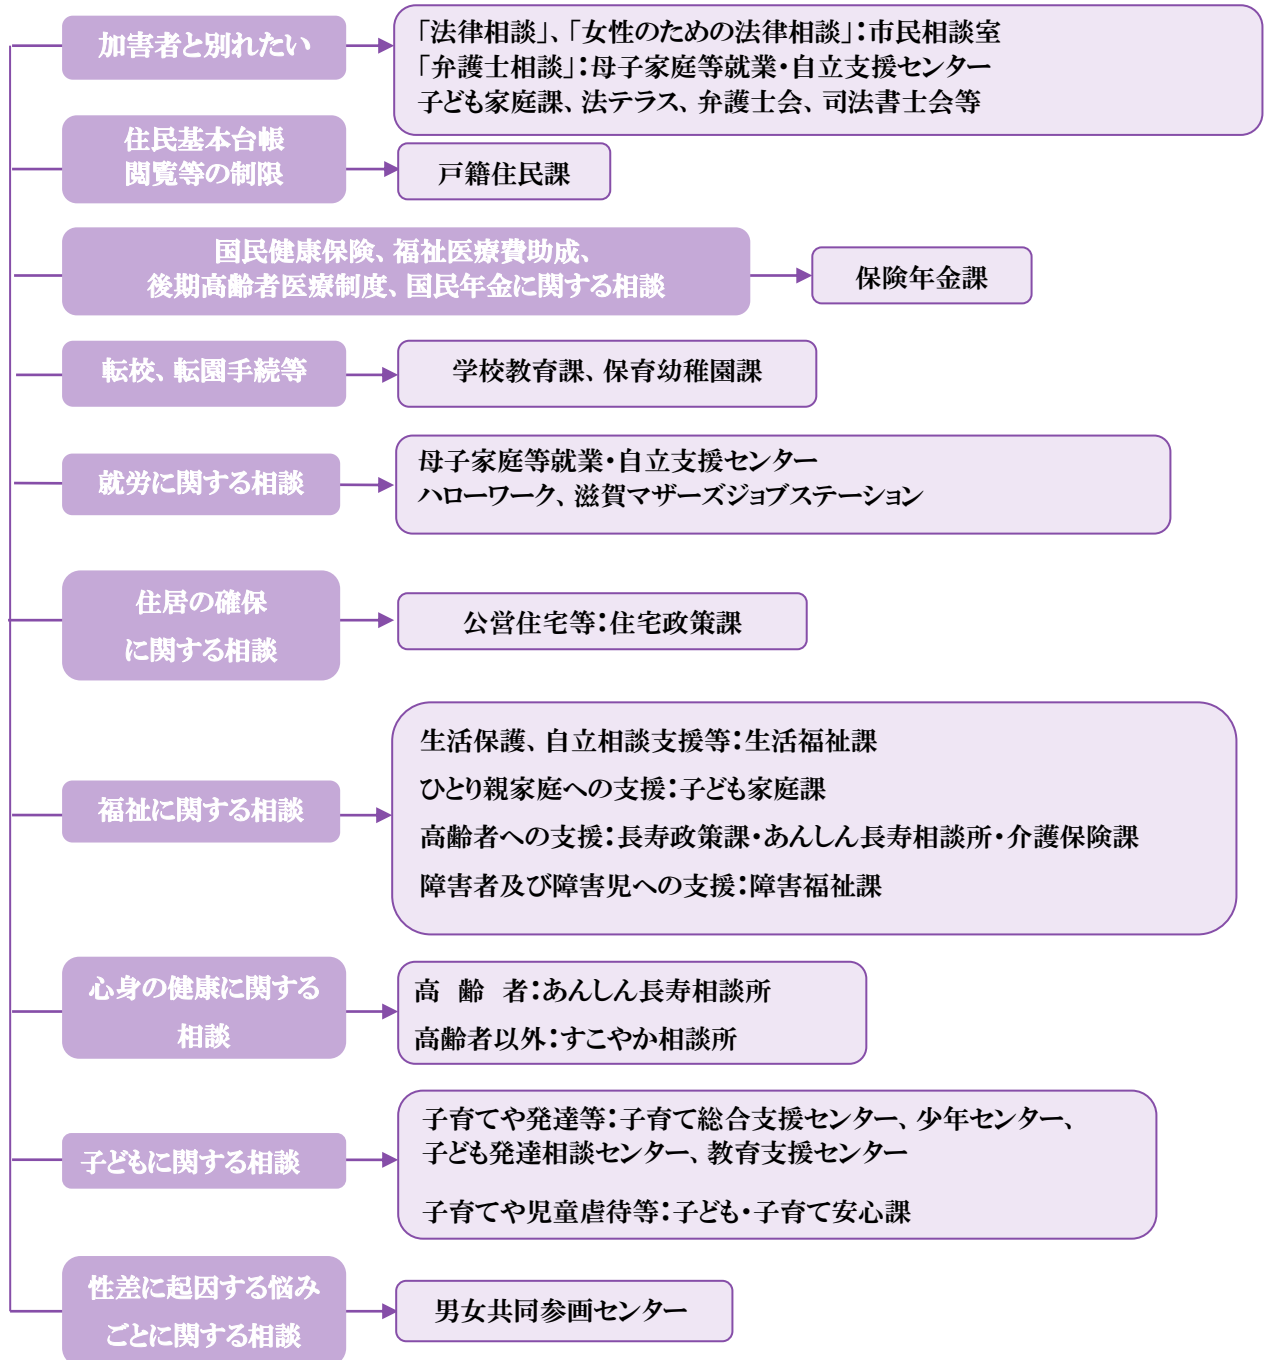 加害者と別れたい
「法律相談」、「女性のための法律相談」：市民相談室
「弁護士相談」：母子家庭等就業・自立支援センター
子ども家庭課、法テラス、弁護士会、司法書士会等
住民基本台帳
閲覧等の制限
戸籍住民課
国民健康保険、福祉医療費助成、
後期高齢者医療制度、国民年金に関する相談
保険年金課
転校、転園手続等
学校教育課、保育幼稚園課
就労に関する相談
母子家庭等就業・自立支援センター
ハローワーク、滋賀マザーズジョブステーション
住居の確保
に関する相談
公営住宅等：住宅政策課
福祉に関する相談
生活保護、自立相談支援等：生活福祉課
ひとり親家庭への支援：子ども家庭課
高齢者への支援：長寿政策課・あんしん長寿相談所・介護保険課
障害者及び障害児への支援：障害福祉課
心身の健康に関する
相談
高 齢 者：あんしん長寿相談所
高齢者以外：すこやか相談所
子どもに関する相談
子育てや発達等：子育て総合支援センター、少年センター、
子ども発達相談センター、教育支援センター
子育てや児童虐待等：子ども・子育て安心課
性差に起因する悩み
ごとに関する相談
男女共同参画センター